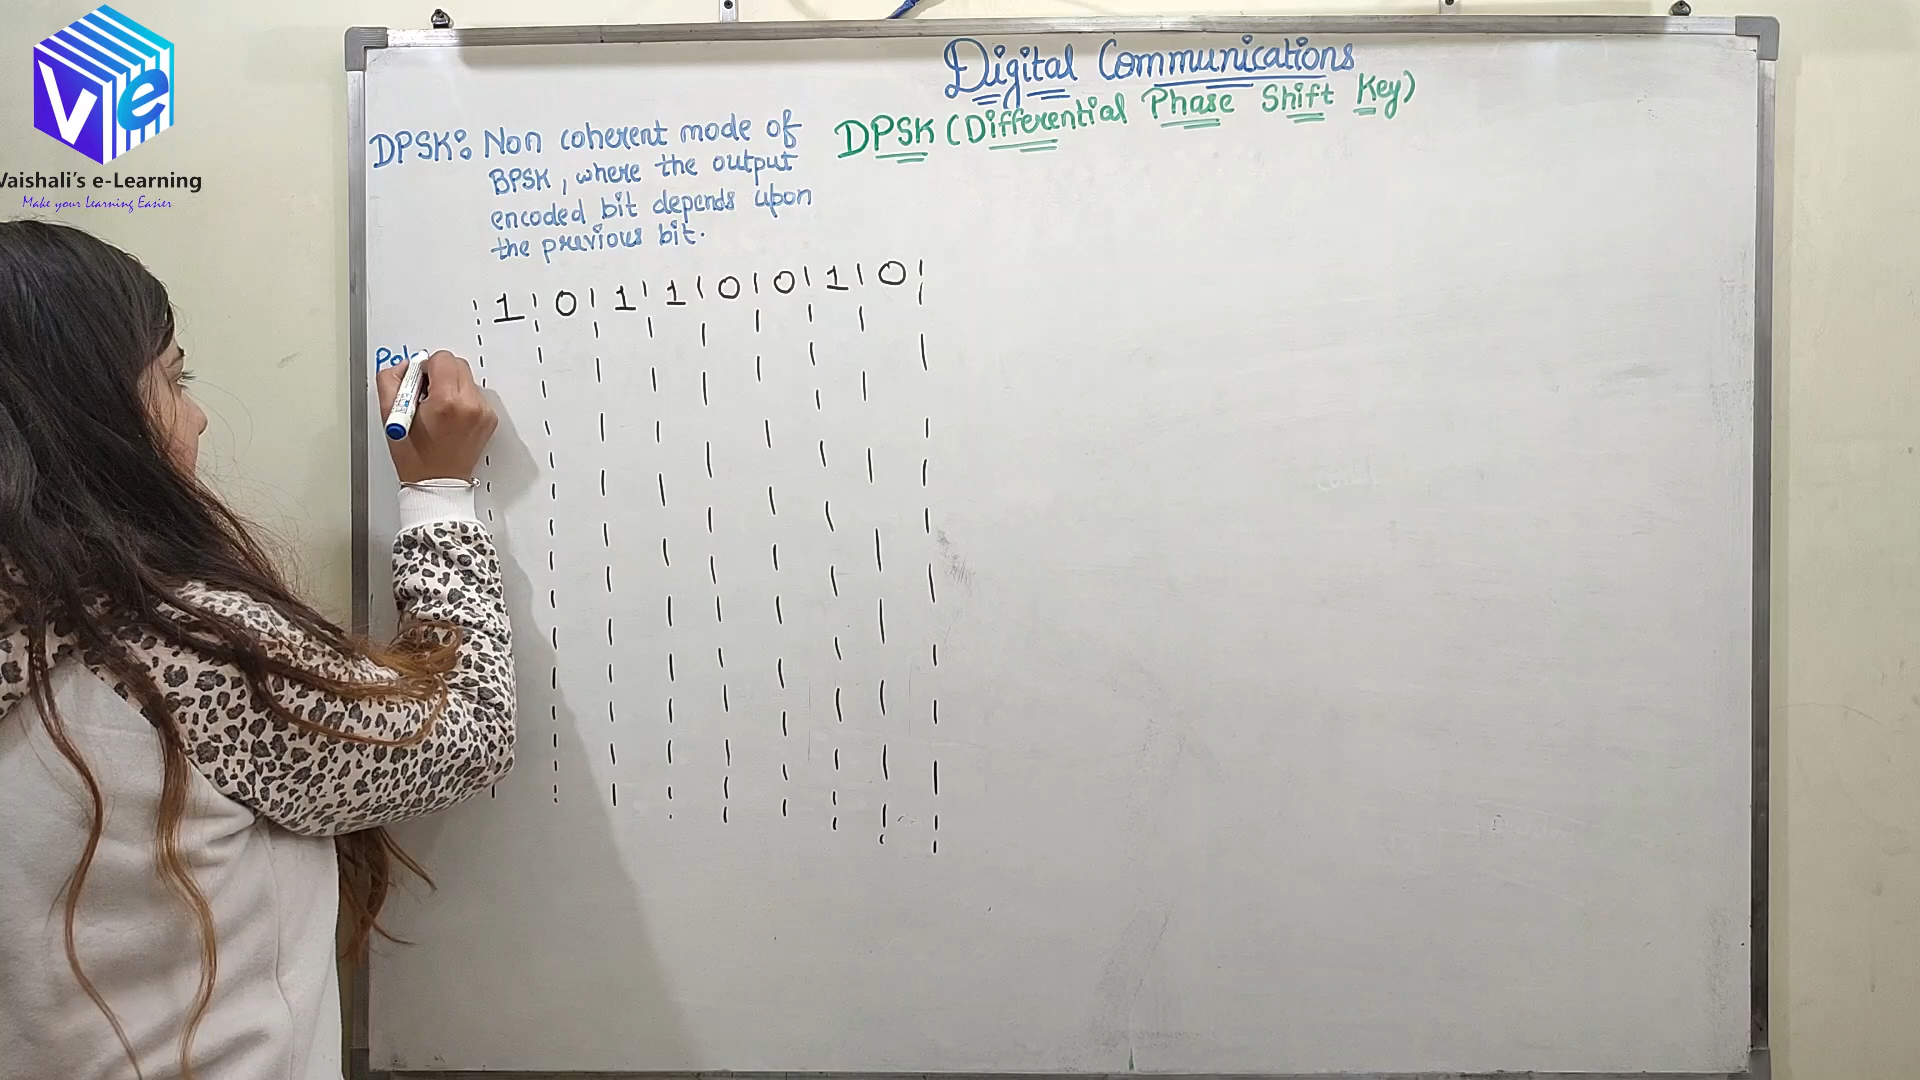 Ve
Vaishali's e-Learning
Make your Learning Easier
Digital Communications
DPSK (Differential Phase Shift Key)
DPSK: Non coherent mode of
BPSK, where the output
encoded bit depends upon
the previous bit.
1 0 1 1 0 0 1 0